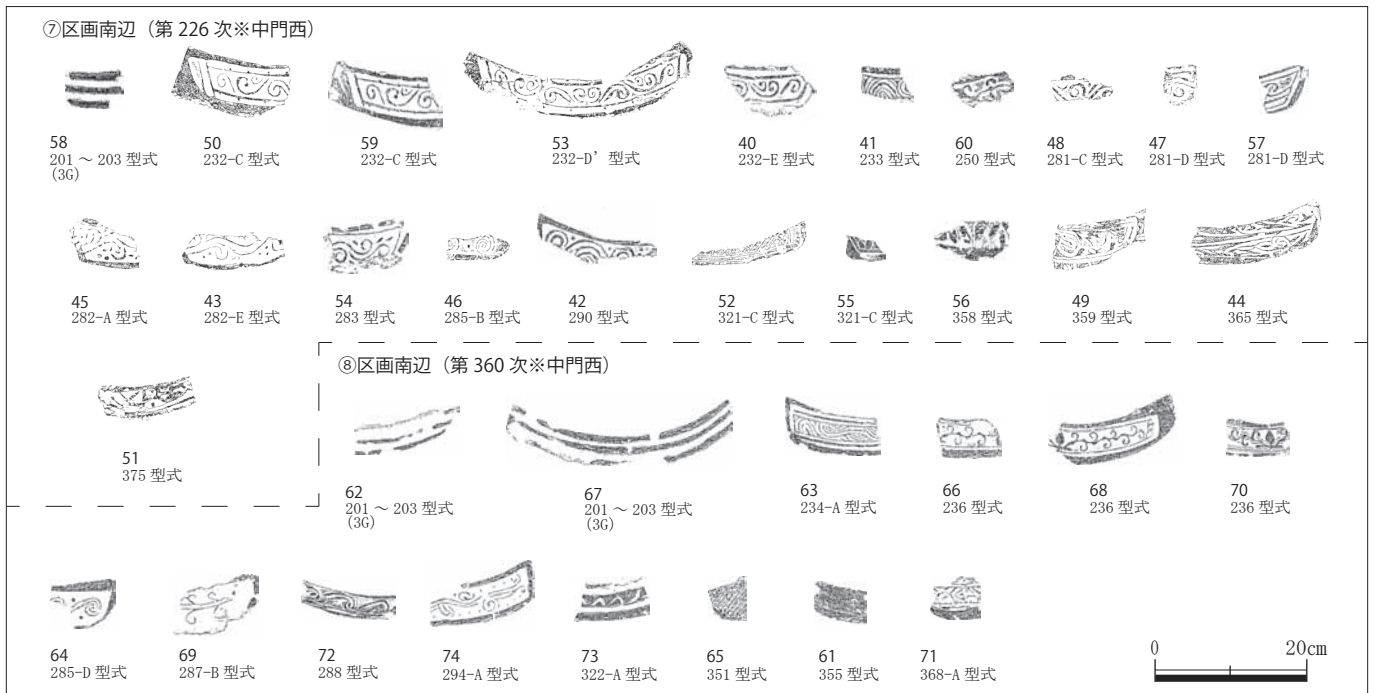 ⑦区画南辺（第 226 次※中門西）
58
201 ～ 203 型式
(3G)
50
232-C 型式
59
232-C 型式
53
232-D’ 型式
40
232-E 型式
41
233 型式
60
250 型式
48
281-C 型式
47
281-D 型式
57
281-D 型式
45
282-A 型式
43
282-E 型式
54
283 型式
46
285-B 型式
42
290 型式
52
321-C 型式
55
321-C 型式
56
358 型式
49
359 型式
44
365 型式
51
375 型式
⑧区画南辺（第 360 次※中門西）
62
201 ～ 203 型式
(3G)
67
201 ～ 203 型式
(3G)
63
234-A 型式
66
236 型式
68
236 型式
70
236 型式
64
285-D 型式
69
287-B 型式
72
288 型式
74
294-A 型式
73
322-A 型式
65
351 型式
61
355 型式
71
368-A 型式
0 20cm